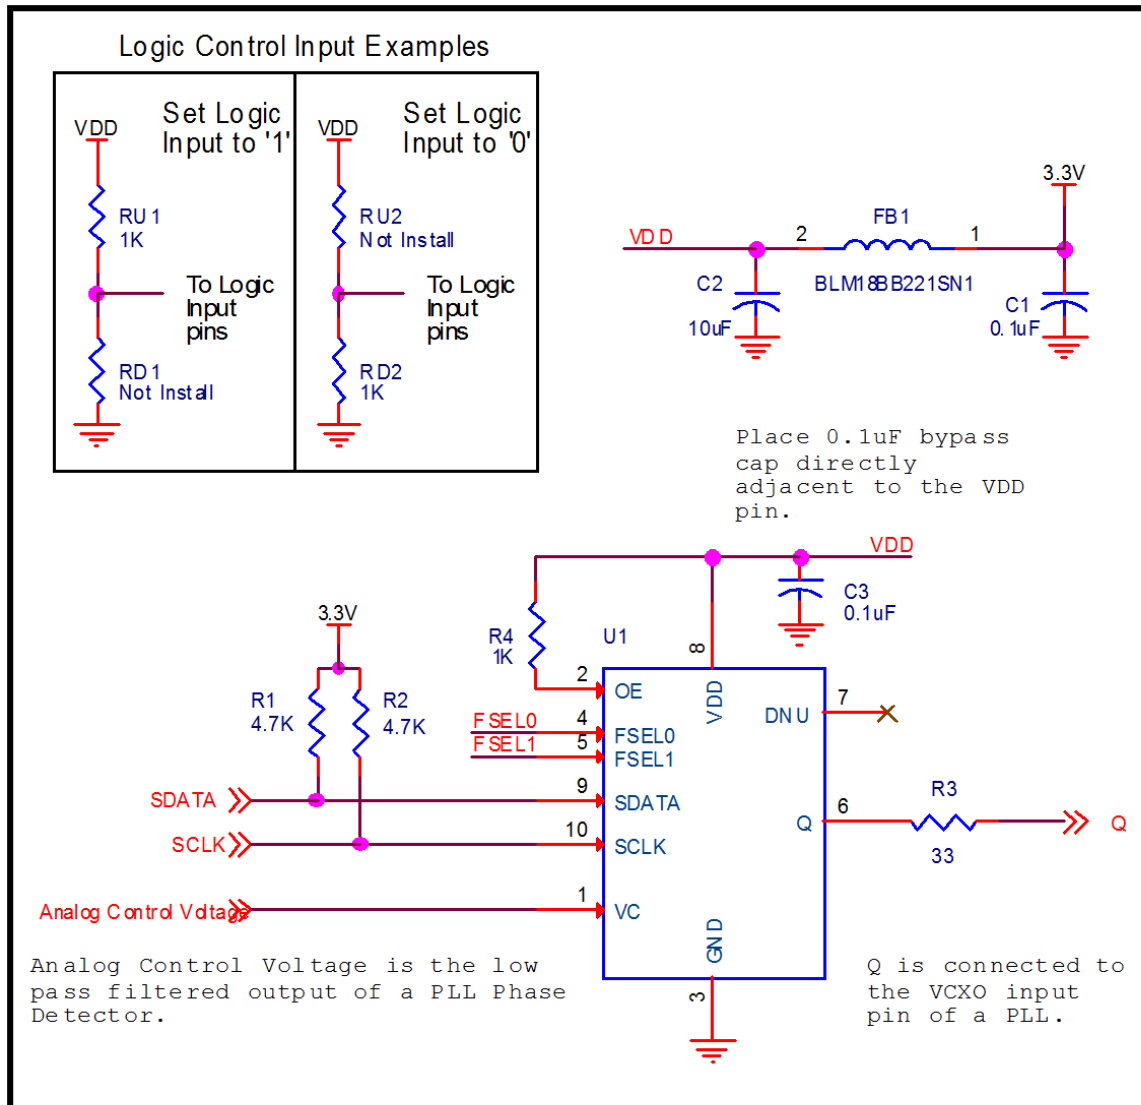 Logic Control Input Examples
Set Logic
Input to '1'
VDD
RU1
1K
To Logic
Input
pins
RD1
Not Install
Set Logic
Input to '0'
VDD
RU2
Not Install
To Logic
Input
pins
RD2
1K
3.3V
VDD
2
FB1
1
C2
10uF
BLM18BB221SN1
C1
0.1uF
Place 0.1uF bypass
cap directly
adjacent to the VDD
pin.
VDD
C3
0.1uF
3.3V
R1
4.7K
R2
4.7K
R4
1K
U1
8
VDD
2
OE
FSEL0
4
FSEL0
FSEL1
5
FSEL1
SDATA
9
SDATA
SCLK
10
SCLK
Analog Control Voltage
1
VC
DNU
7
Q
6
R3
33
Q
GND
3
Analog Control Voltage is the low
pass filtered output of a PLL Phase
Detector.
Q is connected to
the VCXO input
pin of a PLL.